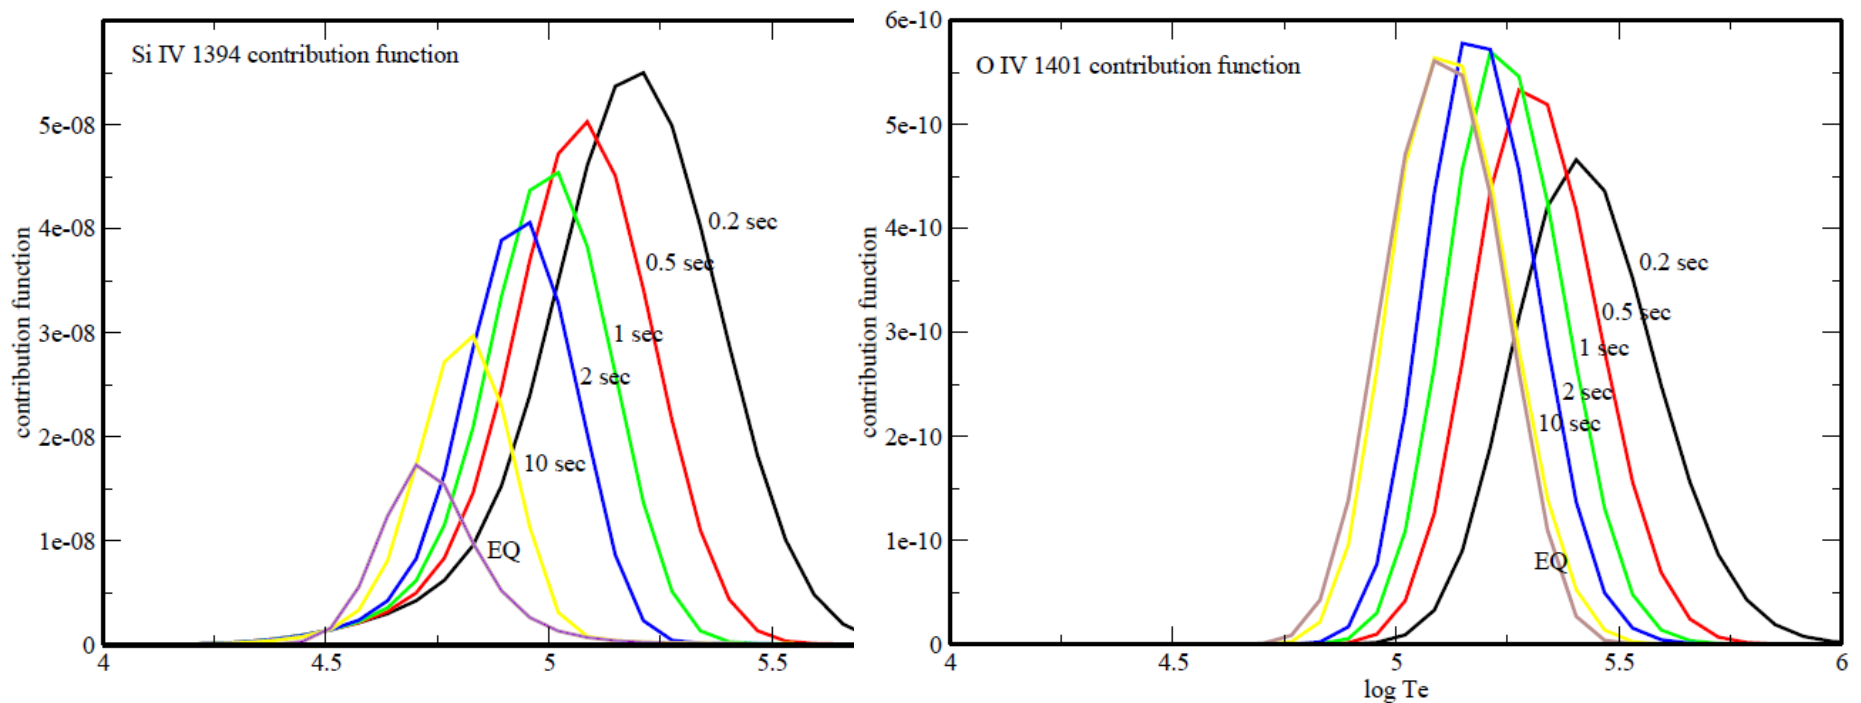 Si IV 1394 contribution function
contribution function
5e-08
4e-08
3e-08
2e-08
1e-08
0
4
4.5
5
5.5
0.2 sec
0.5 sec
1 sec
2 sec
10 sec
EQ
O IV 1401 contribution function
contribution function
6e-10
5e-10
4e-10
3e-10
2e-10
1e-10
0
4
4.5
5
5.5
6
log Te
0.2 sec
0.5 sec
1 sec
2 sec
10 sec
EQ